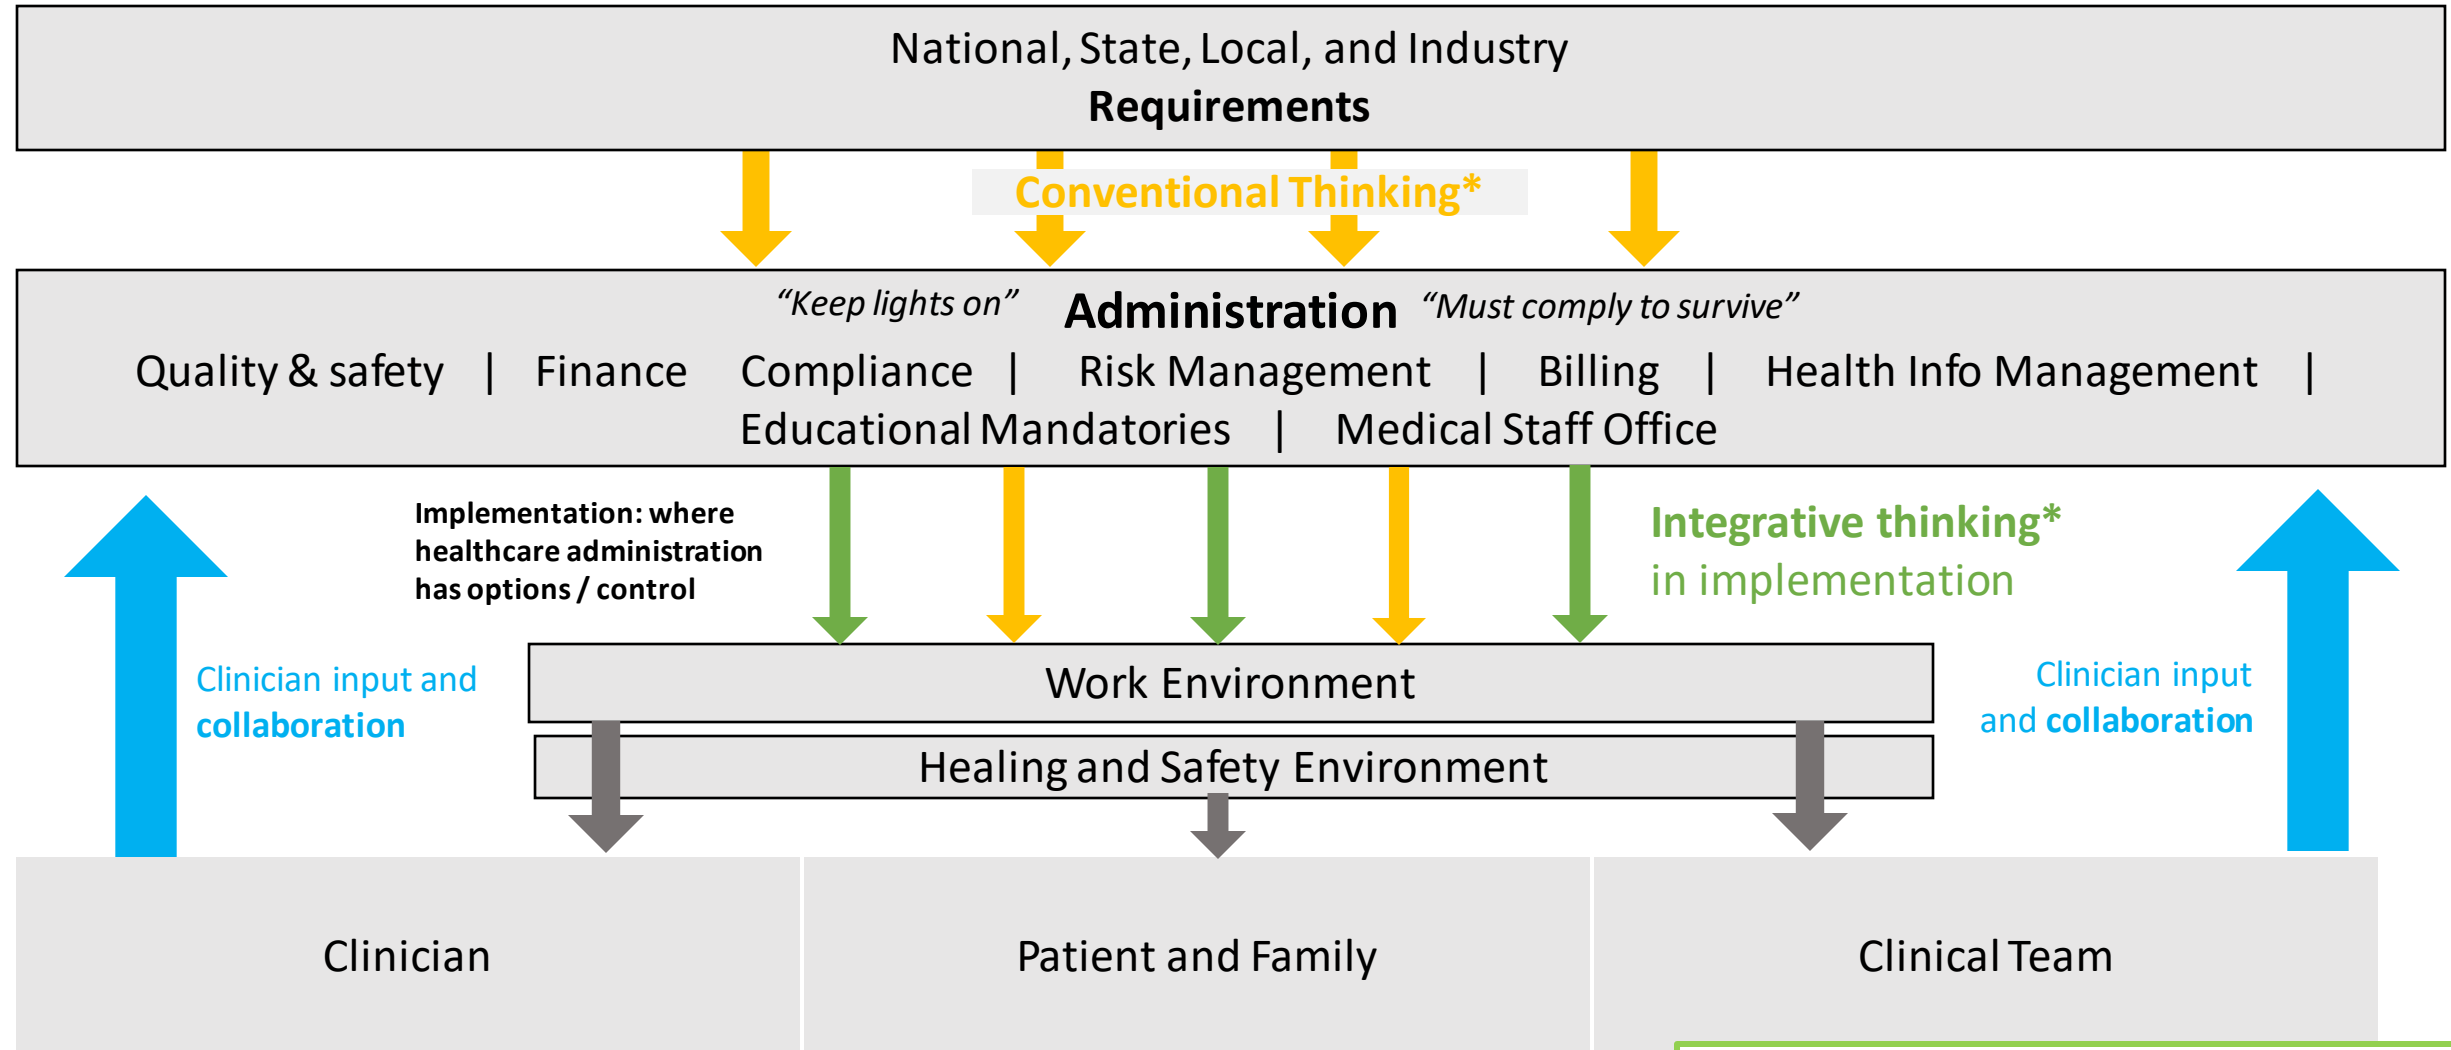 National, State, Local, and Industry
Requirements
Conventional Thinking*
“Keep lights on” Administration “Must comply to survive”
Quality & safety | Finance Compliance | Risk Management | Billing | Health Info Management |
Educational Mandatories | Medical Staff Office
Implementation: where
healthcare administration
has options / control
Integrative thinking*
in implementation
Clinician input and
collaboration
Clinician input
and collaboration
Work Environment
Healing and Safety Environment
Clinician
Patient and Family
Clinical Team